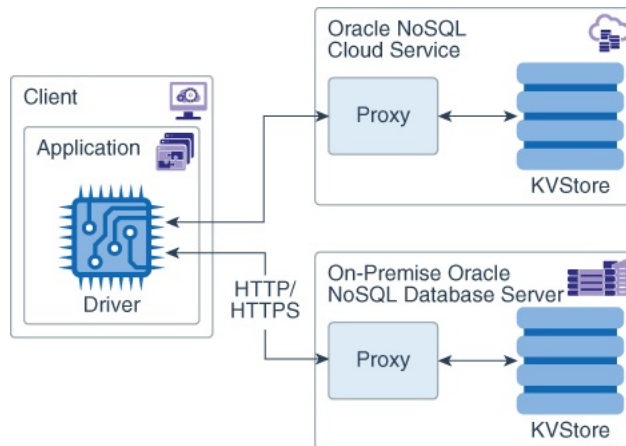 Client
Application
Driver
HTTP/
HTTPS
Oracle NoSQL
Cloud Service
Proxy
KVStore
On-Premise Oracle
NoSQL Database Server
Proxy
KVStore